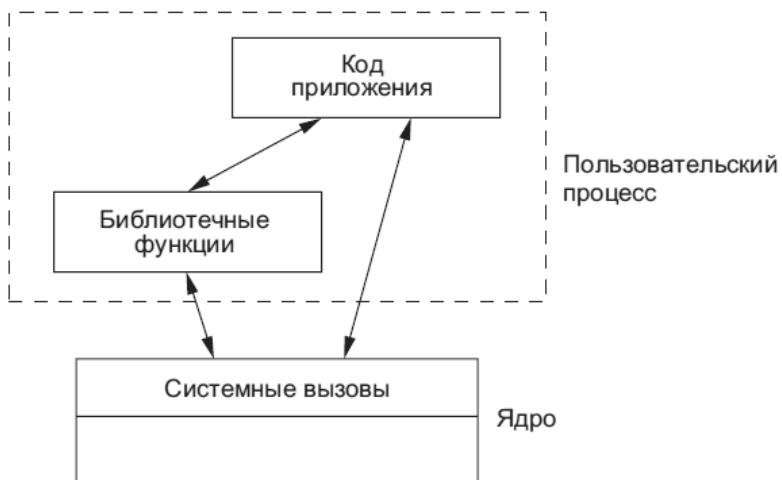 Код
приложения
Пользовательский
процесс
Библиотечные
функции
Системные вызовы
Ядро